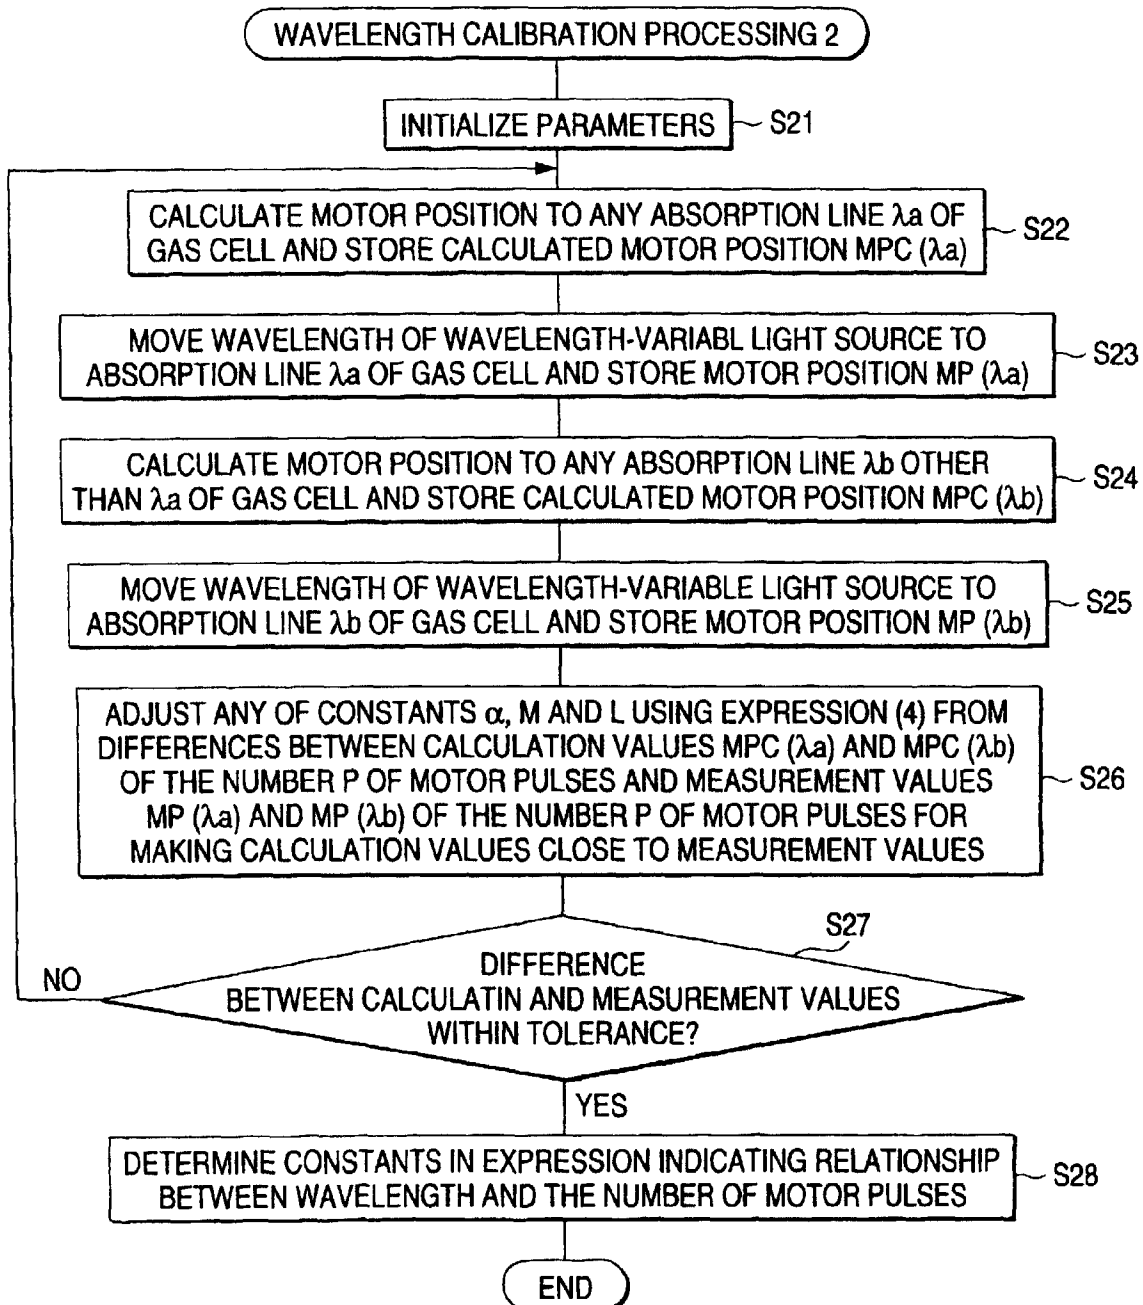 WAVELENGTH CALIBRATION PROCESSING 2
INITIALIZE PARAMETERS
S21
CALCULATE MOTOR POSITION TO ANY ABSORPTION LINE λa OF
GAS CELL AND STORE CALCULATED MOTOR POSITION MPC (λa)
S22
MOVE WAVELENGTH OF WAVELENGTH-VARIABL LIGHT SOURCE TO
ABSORPTION LINE λa OF GAS CELL AND STORE MOTOR POSITION MP (λa)
S23
CALCULATE MOTOR POSITION TO ANY ABSORPTION LINE λb OTHER
THAN λa OF GAS CELL AND STORE CALCULATED MOTOR POSITION MPC (λb)
S24
MOVE WAVELENGTH OF WAVELENGTH-VARIABLE LIGHT SOURCE TO
ABSORPTION LINE λb OF GAS CELL AND STORE MOTOR POSITION MP (λb)
S25
ADJUST ANY OF CONSTANTS α, M AND L USING EXPRESSION (4) FROM
DIFFERENCES BETWEEN CALCULATION VALUES MPC (λa) AND MPC (λb)
OF THE NUMBER P OF MOTOR PULSES AND MEASUREMENT VALUES
MP (λa) AND MP (λb) OF THE NUMBER P OF MOTOR PULSES FOR
MAKING CALCULATION VALUES CLOSE TO MEASUREMENT VALUES
S26
S27
DIFFERENCE
BETWEEN CALCULATIN AND MEASUREMENT VALUES
WITHIN TOLERANCE?
NO
YES
DETERMINE CONSTANTS IN EXPRESSION INDICATING RELATIONSHIP
BETWEEN WAVELENGTH AND THE NUMBER OF MOTOR PULSES
S28
END